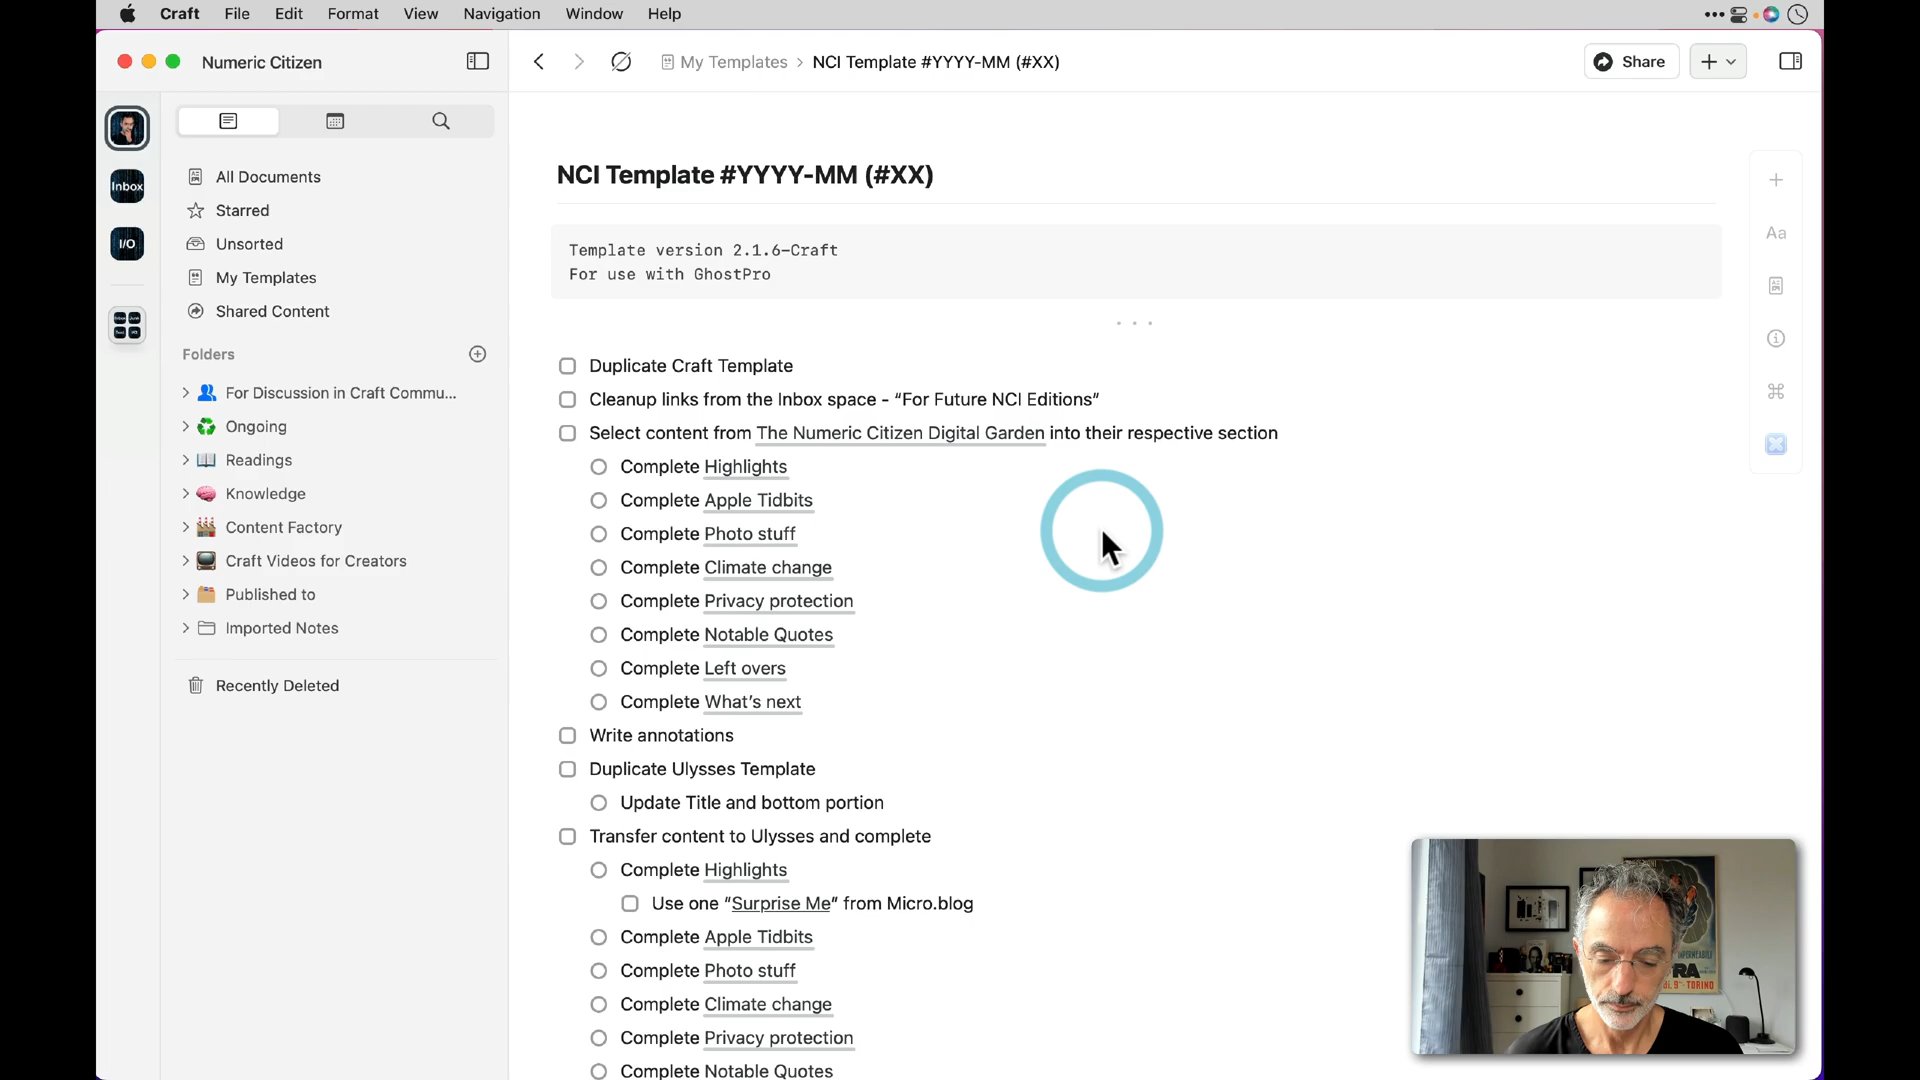 Craft File Edit Format View Navigation Window Help
Numeric Citizen
My Templates > NCI Template #YYYY-MM (#XX)
Share
Inbox
I/O
All Documents
Starred
Unsorted
My Templates
Shared Content
Folders
For Discussion in Craft Commu...
Ongoing
Readings
Knowledge
Content Factory
Craft Videos for Creators
Published to
Imported Notes
Recently Deleted
NCI Template #YYYY-MM (#XX)
Template version 2.1.6-Craft
For use with GhostPro
Duplicate Craft Template
Cleanup links from the Inbox space - “For Future NCI Editions”
Select content from The Numeric Citizen Digital Garden into their respective section
Complete Highlights
Complete Apple Tidbits
Complete Photo stuff
Complete Climate change
Complete Privacy protection
Complete Notable Quotes
Complete Left overs
Complete What’s next
Write annotations
Duplicate Ulysses Template
Update Title and bottom portion
Transfer content to Ulysses and complete
Complete Highlights
Use one “Surprise Me” from Micro.blog
Complete Apple Tidbits
Complete Photo stuff
Complete Climate change
Complete Privacy protection
Complete Notable Quotes
Aa